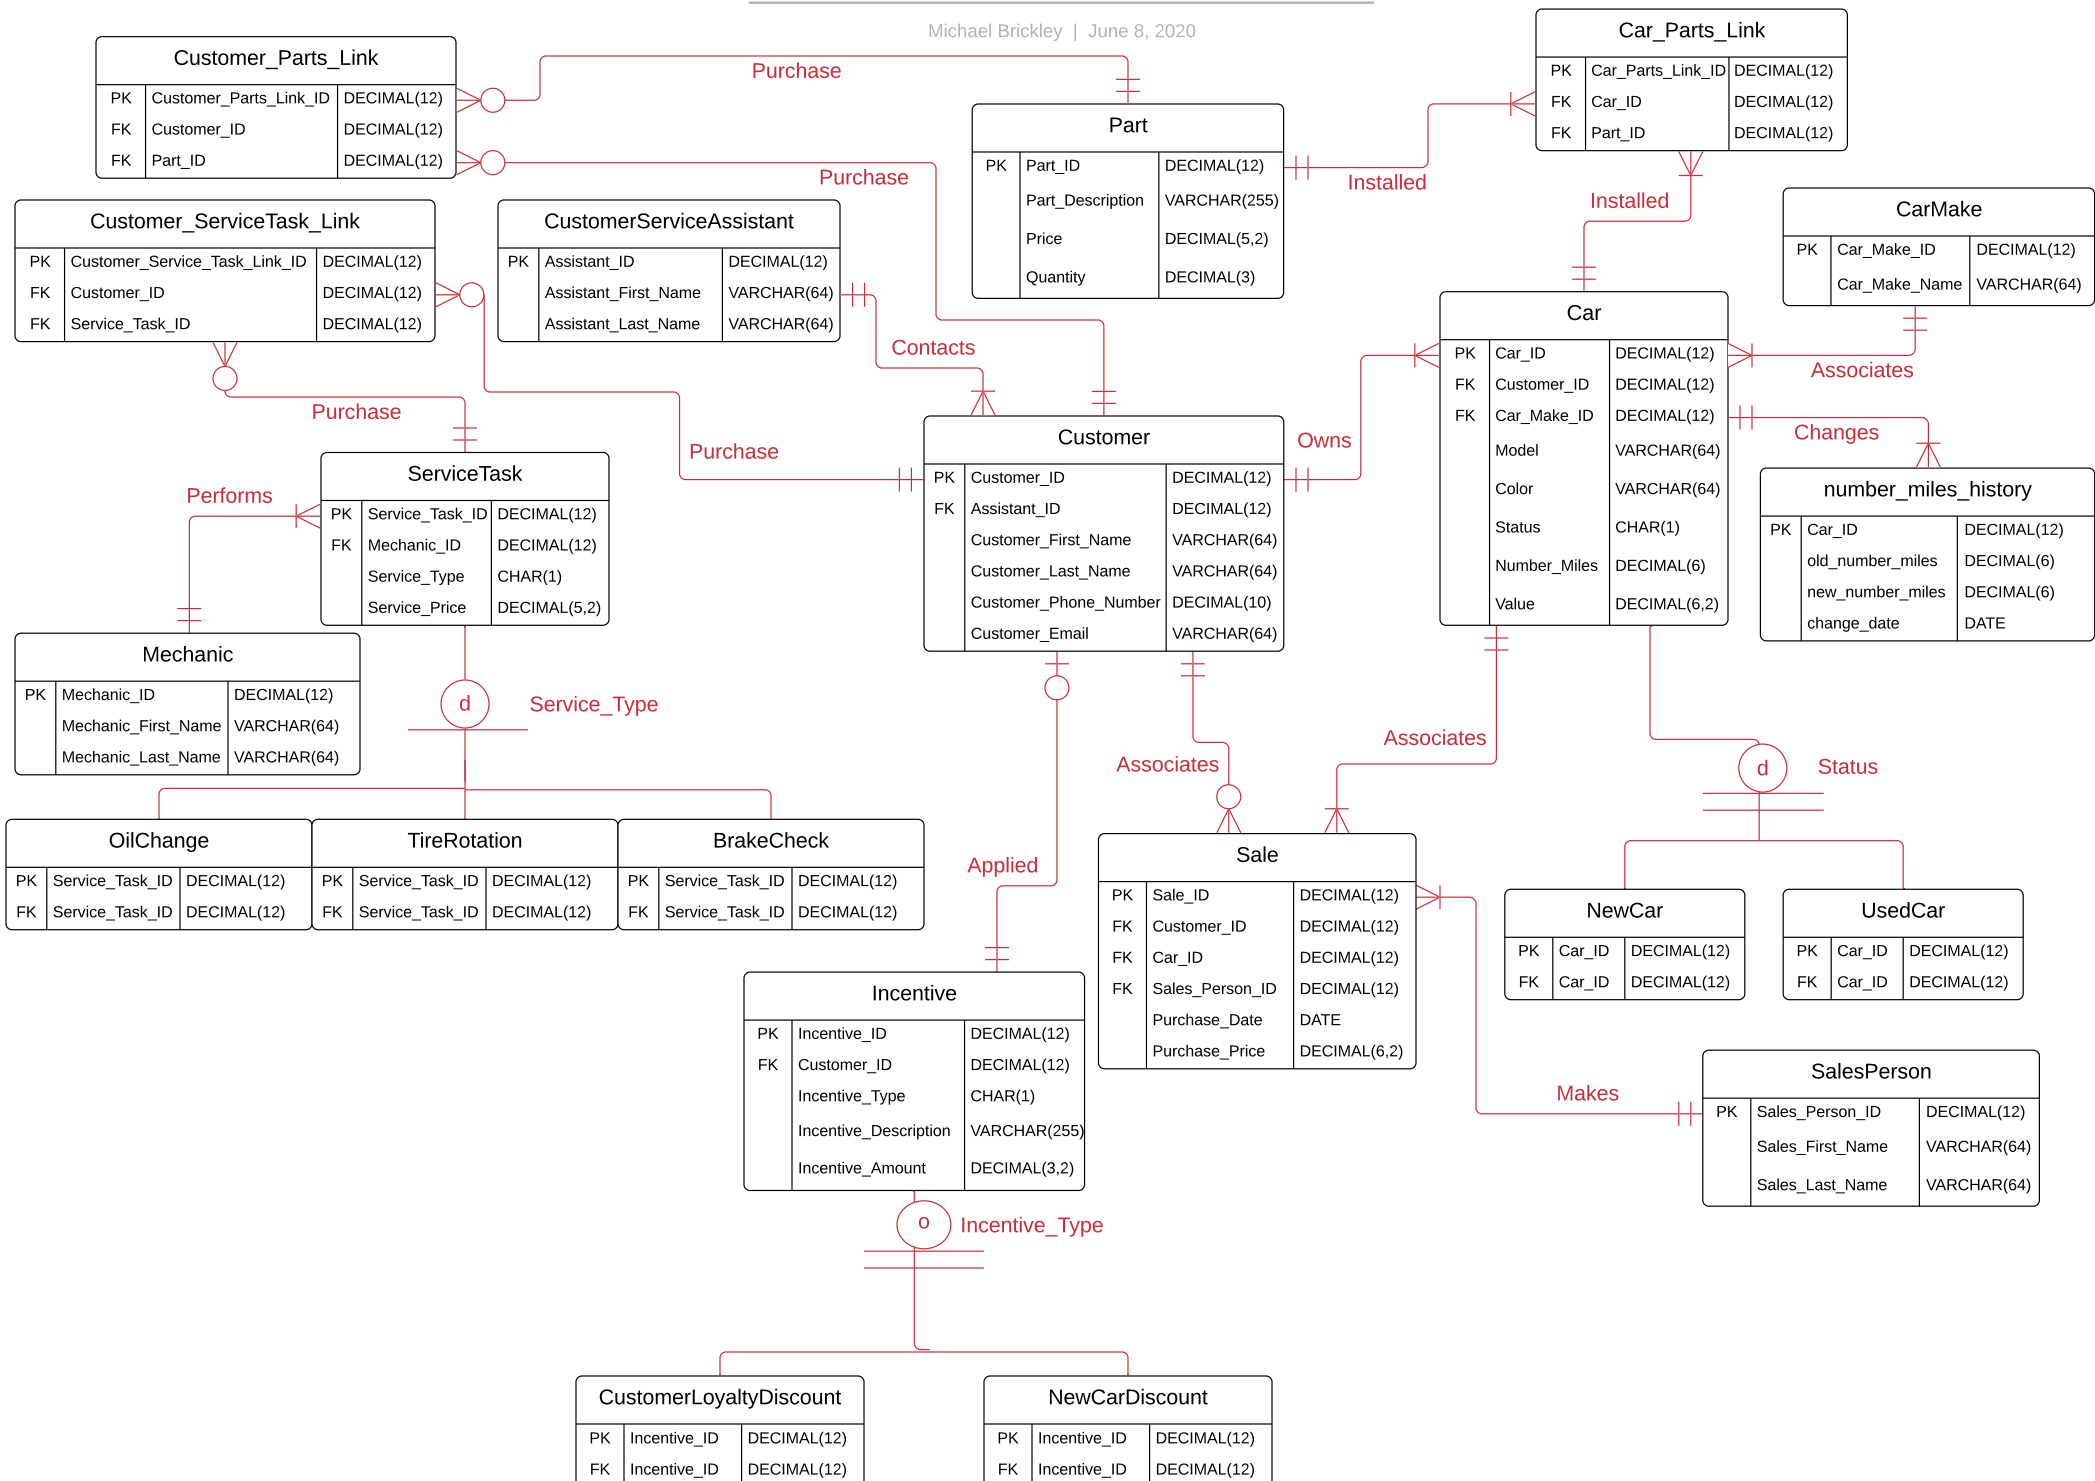 Michael Brickley | June 8, 2020
Customer_Parts_Link
PK Customer_Parts_Link_ID DECIMAL(12)
FK Customer_ID DECIMAL(12)
FK Part_ID DECIMAL(12)
Purchase
Purchase
Part
PK Part_ID DECIMAL(12)
Part_Description VARCHAR(255)
Price DECIMAL(5,2)
Quantity DECIMAL(3)
Car_Parts_Link
PK Car_Parts_Link_ID DECIMAL(12)
FK Car_ID DECIMAL(12)
FK Part_ID DECIMAL(12)
Installed
Installed
Customer_ServiceTask_Link
PK Customer_Service_Task_Link_ID DECIMAL(12)
FK Customer_ID DECIMAL(12)
FK Service_Task_ID DECIMAL(12)
CustomerServiceAssistant
PK Assistant_ID DECIMAL(12)
Assistant_First_Name VARCHAR(64)
Assistant_Last_Name VARCHAR(64)
Contacts
CarMake
PK Car_Make_ID DECIMAL(12)
Car_Make_Name VARCHAR(64)
Associates
Purchase
Purchase
Car
PK Car_ID DECIMAL(12)
FK Customer_ID DECIMAL(12)
FK Car_Make_ID DECIMAL(12)
Model VARCHAR(64)
Color VARCHAR(64)
Status CHAR(1)
Number_Miles DECIMAL(6)
Value DECIMAL(6,2)
Changes
Owns
Customer
PK Customer_ID DECIMAL(12)
FK Assistant_ID DECIMAL(12)
Customer_First_Name VARCHAR(64)
Customer_Last_Name VARCHAR(64)
Customer_Phone_Number DECIMAL(10)
Customer_Email VARCHAR(64)
number_miles_history
PK Car_ID DECIMAL(12)
old_number_miles DECIMAL(6)
new_number_miles DECIMAL(6)
change_date DATE
ServiceTask
PK Service_Task_ID DECIMAL(12)
FK Mechanic_ID DECIMAL(12)
Service_Type CHAR(1)
Service_Price DECIMAL(5,2)
Performs
Mechanic
PK Mechanic_ID DECIMAL(12)
Mechanic_First_Name VARCHAR(64)
Mechanic_Last_Name VARCHAR(64)
d Service_Type
Associates
Associates
d Status
OilChange
PK Service_Task_ID DECIMAL(12)
FK Service_Task_ID DECIMAL(12)
TireRotation
PK Service_Task_ID DECIMAL(12)
FK Service_Task_ID DECIMAL(12)
BrakeCheck
PK Service_Task_ID DECIMAL(12)
FK Service_Task_ID DECIMAL(12)
Applied
Sale
PK Sale_ID DECIMAL(12)
FK Customer_ID DECIMAL(12)
FK Car_ID DECIMAL(12)
FK Sales_Person_ID DECIMAL(12)
Purchase_Date DATE
Purchase_Price DECIMAL(6,2)
NewCar
PK Car_ID DECIMAL(12)
FK Car_ID DECIMAL(12)
UsedCar
PK Car_ID DECIMAL(12)
FK Car_ID DECIMAL(12)
Incentive
PK Incentive_ID DECIMAL(12)
FK Customer_ID DECIMAL(12)
Incentive_Type CHAR(1)
Incentive_Description VARCHAR(255)
Incentive_Amount DECIMAL(3,2)
Makes
SalesPerson
PK Sales_Person_ID DECIMAL(12)
Sales_First_Name VARCHAR(64)
Sales_Last_Name VARCHAR(64)
o Incentive_Type
CustomerLoyaltyDiscount
PK Incentive_ID DECIMAL(12)
FK Incentive_ID DECIMAL(12)
NewCarDiscount
PK Incentive_ID DECIMAL(12)
FK Incentive_ID DECIMAL(12)